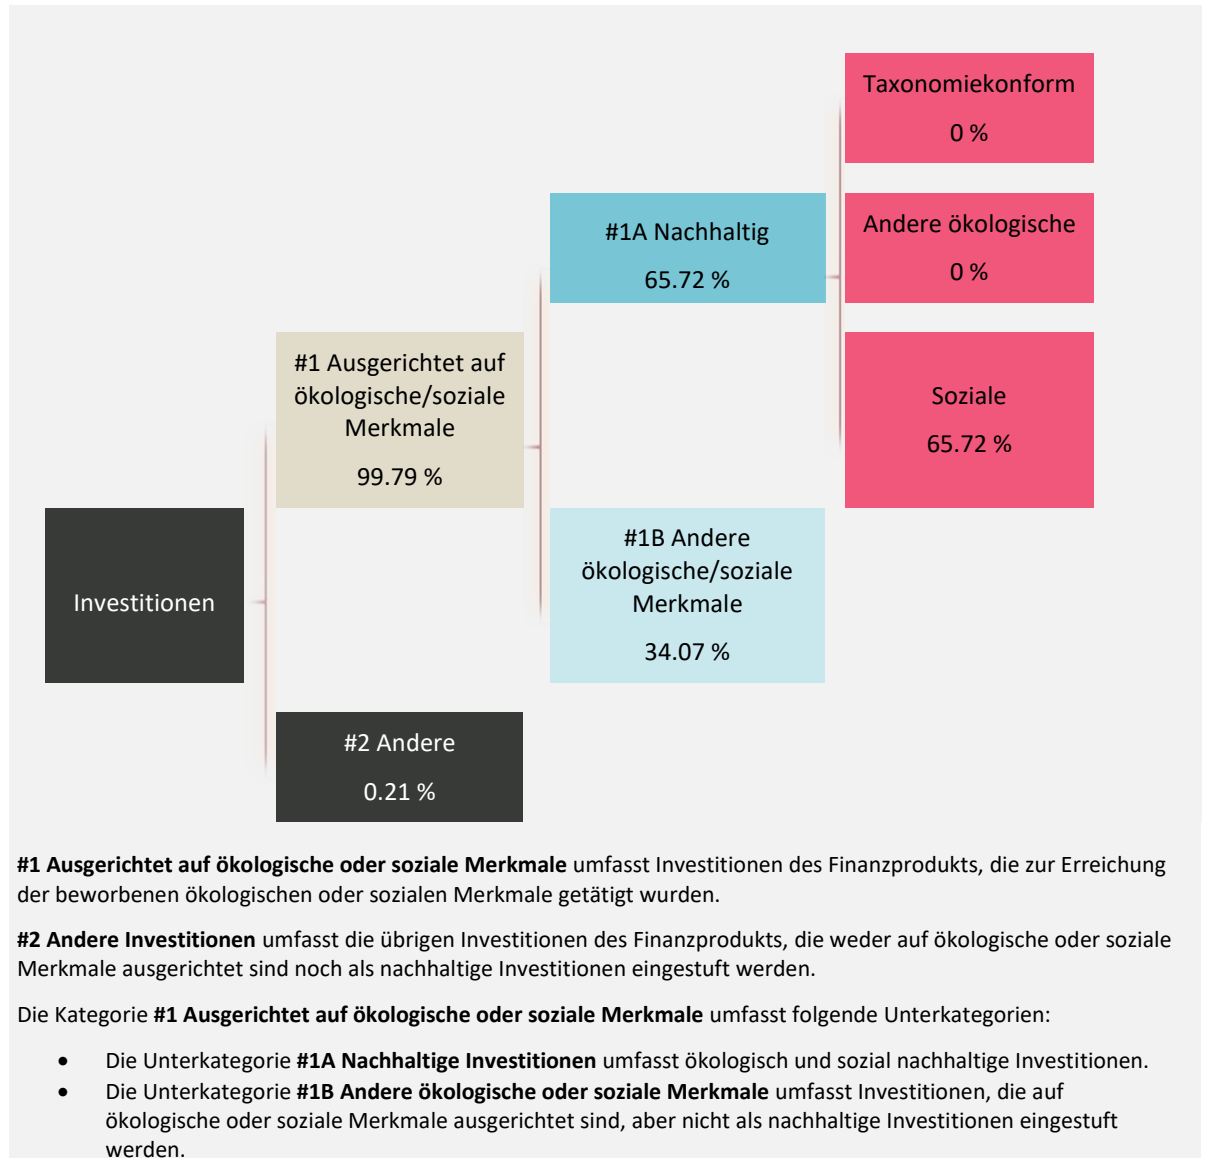 Taxonomiekonform
0 %
#1A Nachhaltig
65.72 %
Andere ökologische
0 %
#1 Ausgerichtet auf
ökologische/soziale
Merkmale
99.79 %
Soziale
65.72 %
Investitionen
#1B Andere
ökologische/soziale
Merkmale
34.07 %
#2 Andere
0.21 %
#1 Ausgerichtet auf ökologische oder soziale Merkmale umfasst Investitionen des Finanzprodukts, die zur Erreichung
der beworbenen ökologischen oder sozialen Merkmale getätigt wurden.
#2 Andere Investitionen umfasst die übrigen Investitionen des Finanzprodukts, die weder auf ökologische oder soziale
Merkmale ausgerichtet sind noch als nachhaltige Investitionen eingestuft werden.
Die Kategorie #1 Ausgerichtet auf ökologische oder soziale Merkmale umfasst folgende Unterkategorien:
• Die Unterkategorie #1A Nachhaltige Investitionen umfasst ökologisch und sozial nachhaltige Investitionen.
• Die Unterkategorie #1B Andere ökologische oder soziale Merkmale umfasst Investitionen, die auf
ökologische oder soziale Merkmale ausgerichtet sind, aber nicht als nachhaltige Investitionen eingestuft
werden.